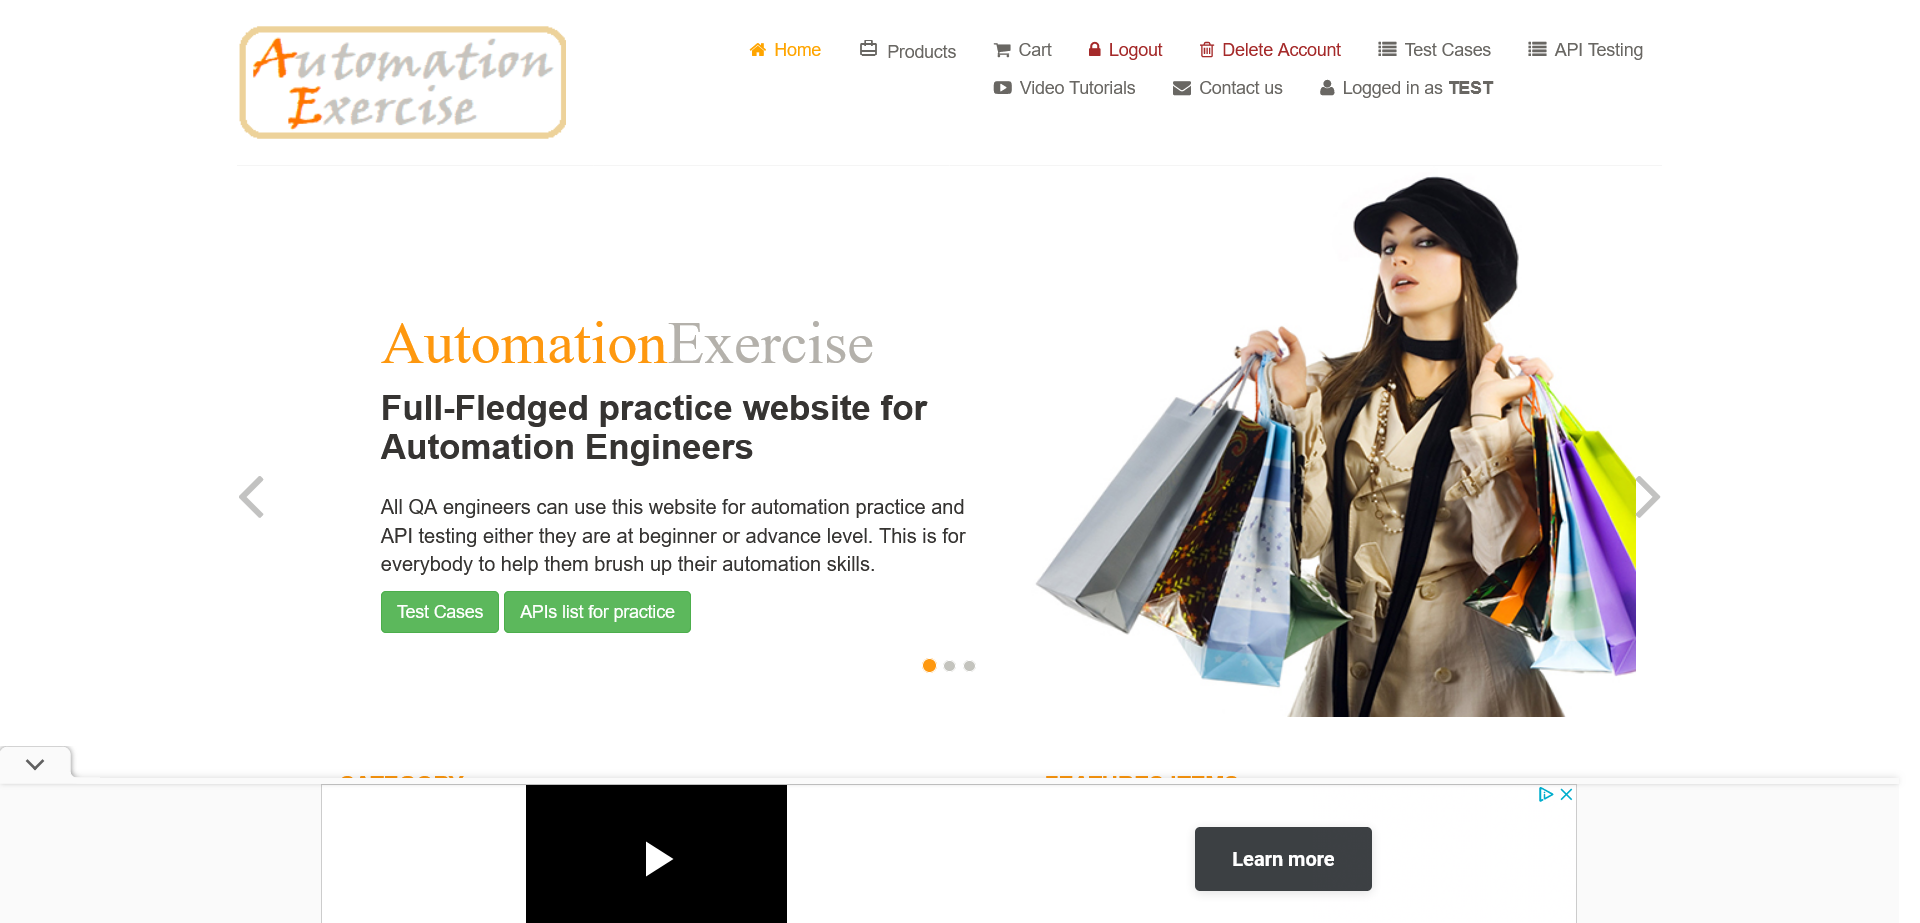 Automation
Exercise
Home Products Cart Logout Delete Account Test Cases API Testing
Video Tutorials Contact us Logged in as TEST
AutomationExercise
Full-Fledged practice website for
Automation Engineers
All QA engineers can use this website for automation practice and
API testing either they are at beginner or advance level. This is for
everybody to help them brush up their automation skills.
Test Cases APIs list for practice
CATEGORY FEATURES ITEMS
Learn more